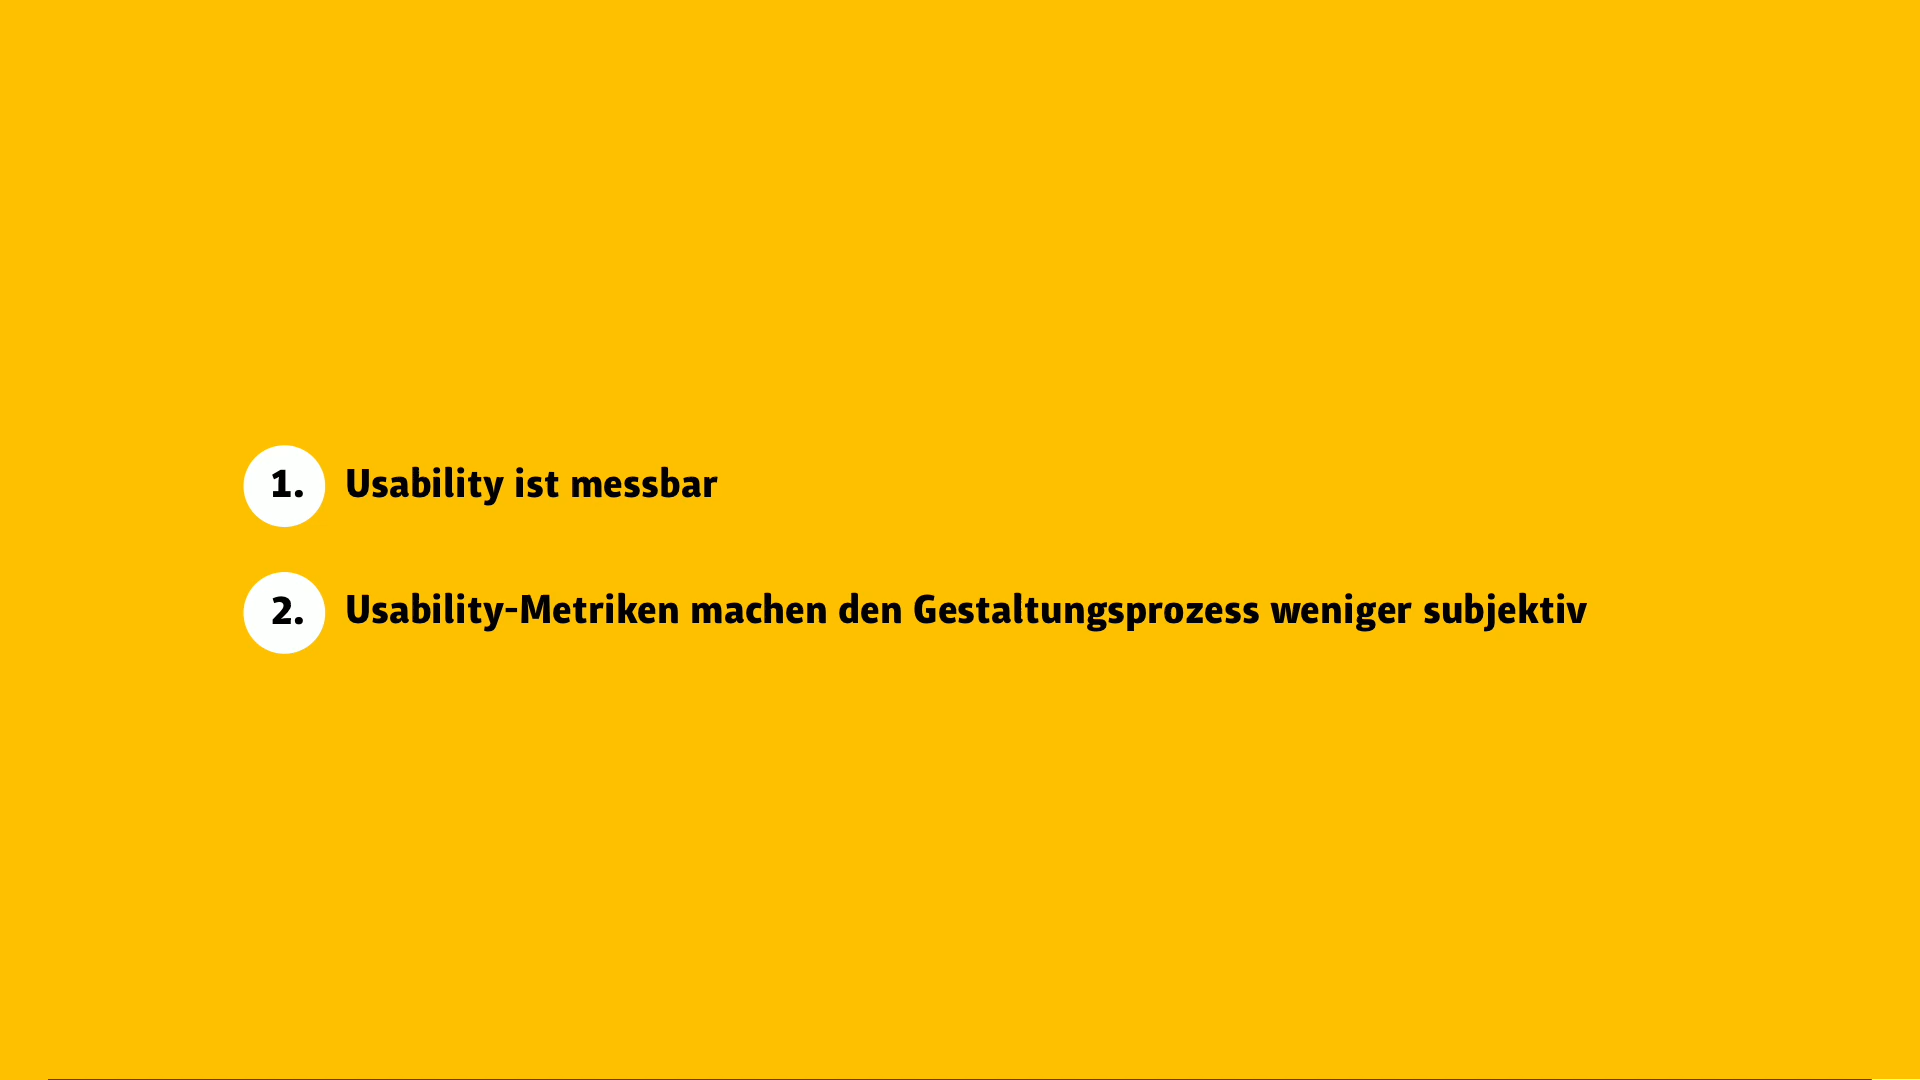 1. Usability ist messbar
2. Usability-Metriken machen den Gestaltungsprozess weniger subjektiv